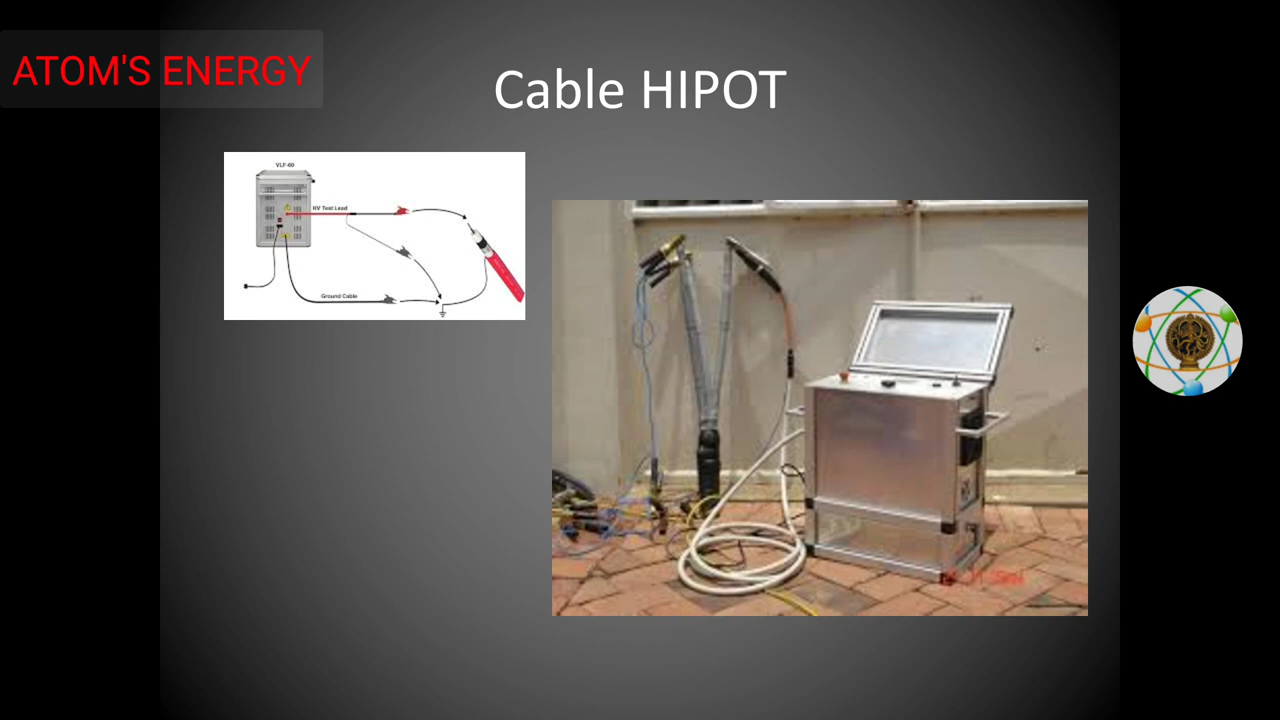 ATOM'S ENERGY
Cable HIPOT
VLF-60
HV Test Lead
Ground Cable